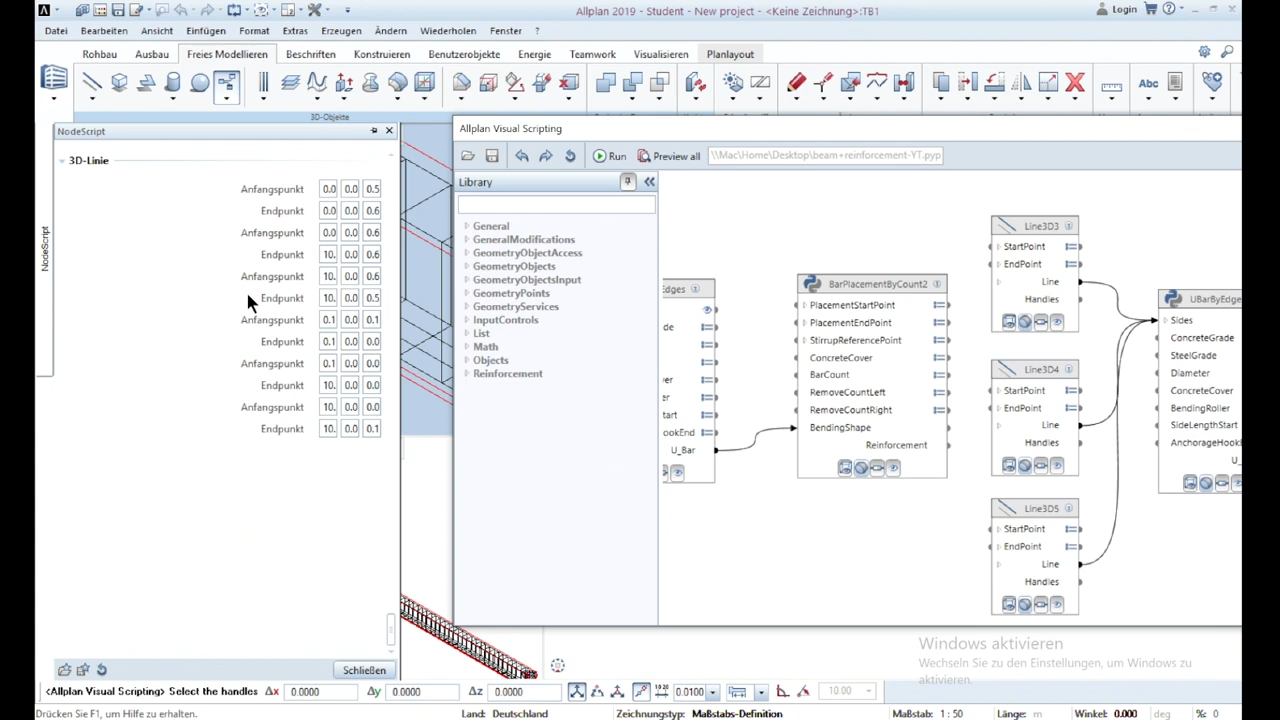 Allplan 2019 - Student - New project - <Keine Zeichnung>:TB1
Login
Datei Bearbeiten Ansicht Einfügen Format Extras Erzeugen Ändern Wiederholen Fenster ?
Rohbau Ausbau Freies Modellieren Beschriften Konstruieren Benutzerobjekte Energie Teamwork Visualisieren Planlayout
Abc
3D-Objekte
NodeScript
NodeScript
3D-Linie
Anfangspunkt 0.0 0.0 0.5
Endpunkt 0.0 0.0 0.6
Anfangspunkt 0.0 0.0 0.6
Endpunkt 10. 0.0 0.6
Anfangspunkt 10. 0.0 0.6
Endpunkt 10. 0.0 0.5
Anfangspunkt 0.1 0.0 0.1
Endpunkt 0.1 0.0 0.0
Anfangspunkt 0.1 0.0 0.0
Endpunkt 10. 0.0 0.0
Anfangspunkt 10. 0.0 0.0
Endpunkt 10. 0.0 0.1
Schließen
Allplan Visual Scripting
Run Preview all \\Mac\Home\Desktop\beam+reinforcement-YT.pyp
Library
General
GeneralModifications
GeometryObjectAccess
GeometryObjects
GeometryObjectsInput
GeometryPoints
GeometryServices
InputControls
List
Math
Objects
Reinforcement
Edges
de
er
tart
ookEnd
U_Bar
BarPlacementByCount2
PlacementStartPoint
PlacementEndPoint
StirrupReferencePoint
ConcreteCover
BarCount
RemoveCountLeft
RemoveCountRight
BendingShape
Reinforcement
Line3D3
StartPoint
EndPoint
Line
Handles
Line3D4
StartPoint
EndPoint
Line
Handles
Line3D5
StartPoint
EndPoint
Line
Handles
UBarByEdge
Sides
ConcreteGrade
SteelGrade
Diameter
ConcreteCover
BendingRoller
SideLengthStart
AnchorageHookE
U_
Windows aktivieren
Wechseln Sie zu den Einstellungen, um Windows zu
aktivieren.
<Allplan Visual Scripting> Select the handles Δx 0.0000 Δy 0.0000 Δz 0.0000 0.0100 10.00
Drücken Sie F1, um Hilfe zu erhalten. Land: Deutschland Zeichnungstyp: Maßstabs-Definition Maßstab: 1 : 50 Länge: m Winkel: 0.000 deg %: 0